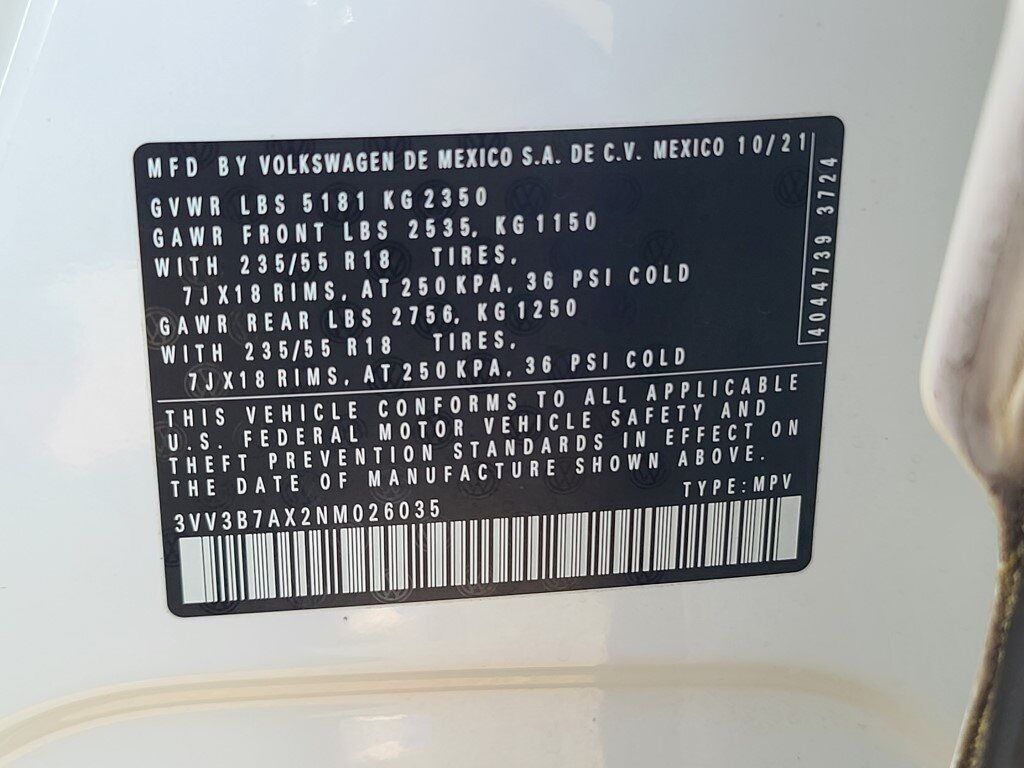 MFD BY VOLKSWAGEN DE MEXICO S.A. DE C.V. MEXICO 10/21
GVWR LBS 5181 KG 2350
GAWR FRONT LBS 2535, KG 1150
WITH 235/55 R18 TIRES,
7J X18 RIMS, AT 250 KPA, 36 PSI COLD
GAWR REAR LBS 2756, KG 1250
WITH 235/55 R18 TIRES,
7J X18 RIMS, AT 250 KPA, 36 PSI COLD
4044739 3724
THIS VEHICLE CONFORMS TO ALL APPLICABLE
U.S. FEDERAL MOTOR VEHICLE SAFETY AND
THEFT PREVENTION STANDARDS IN EFFECT ON
THE DATE OF MANUFACTURE SHOWN ABOVE.
TYPE: MPV
3VV3B7AX2NM026035